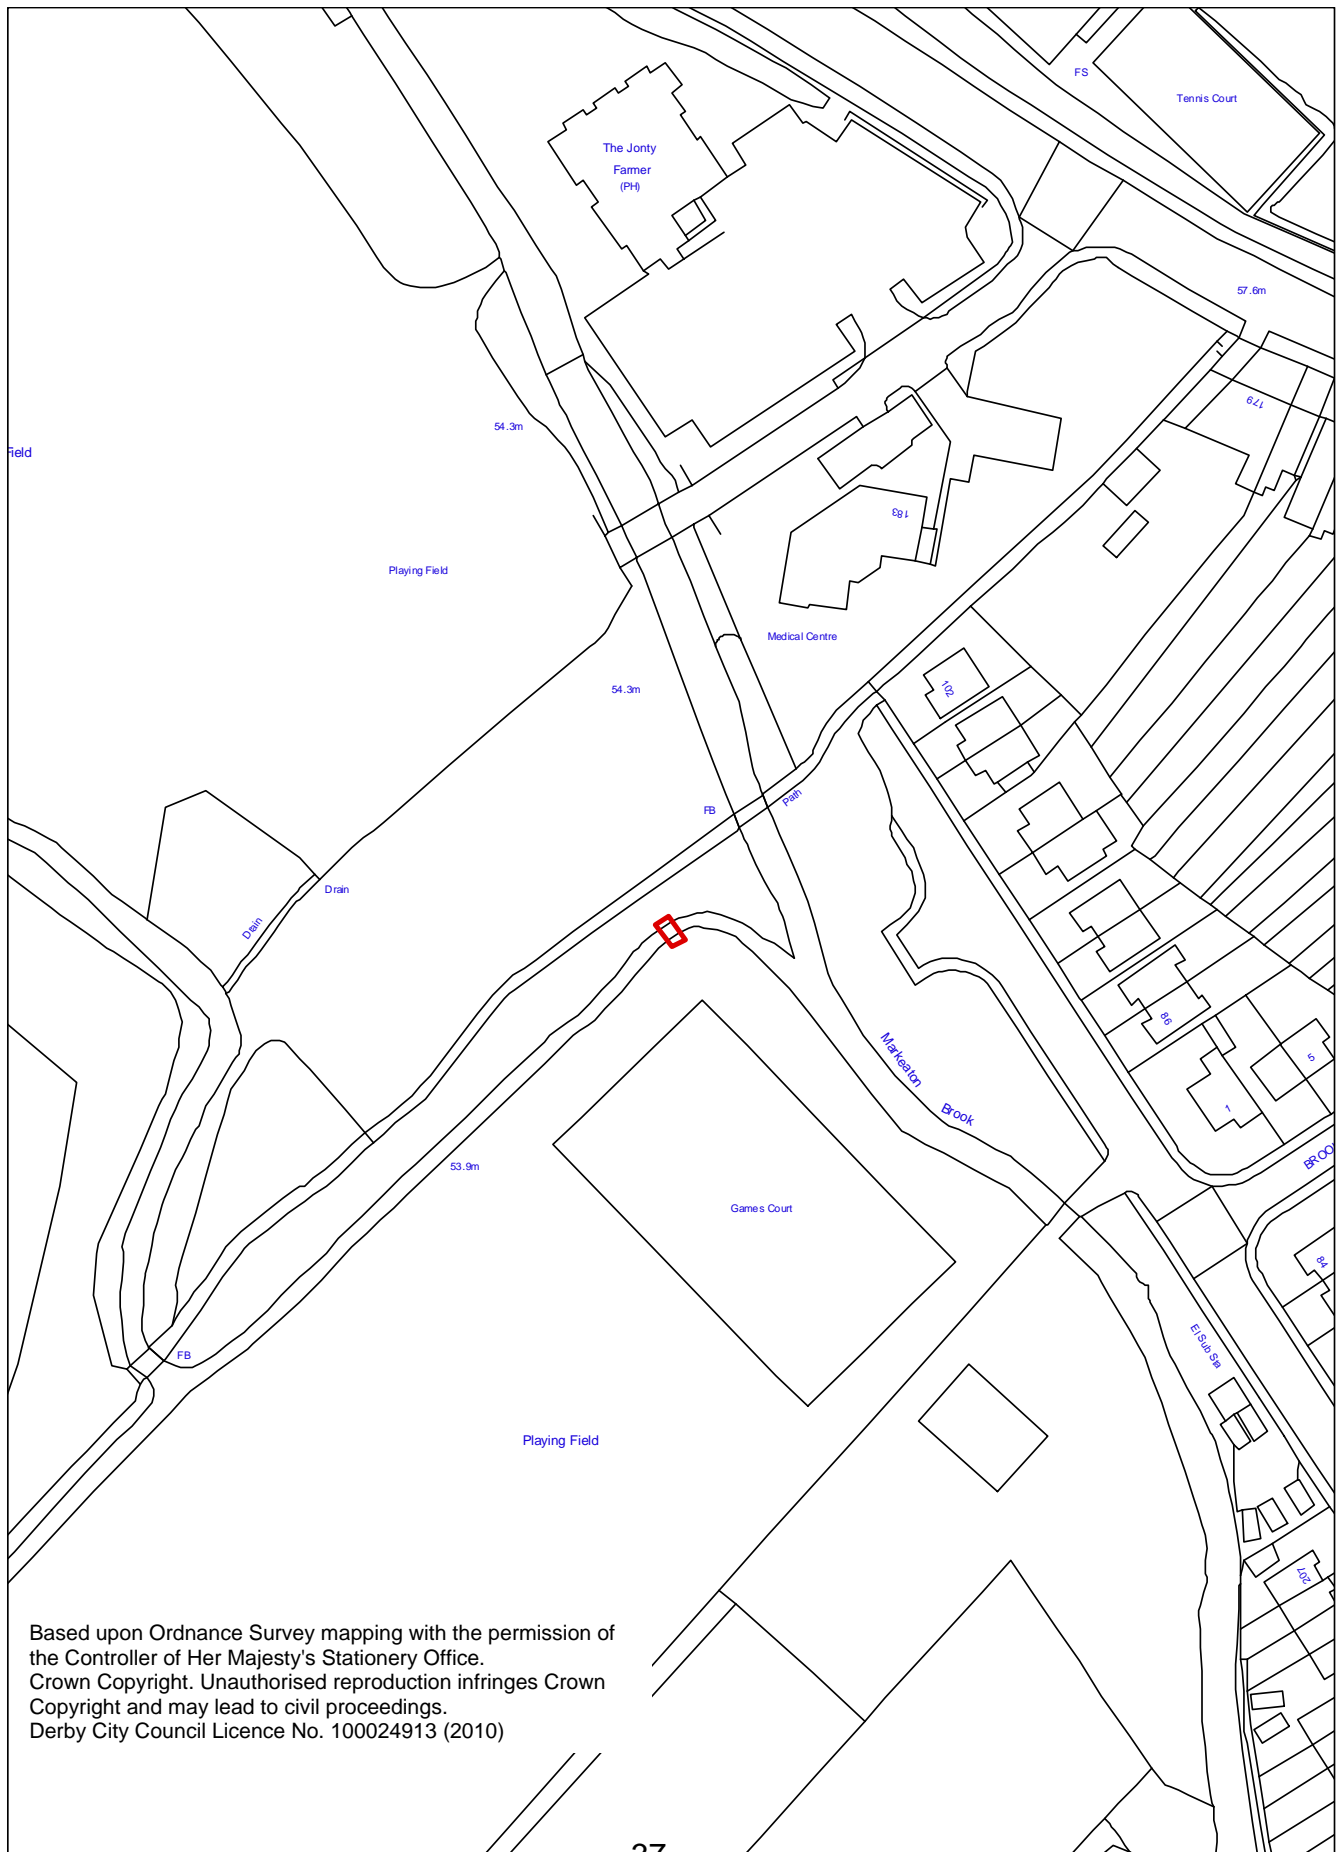 FS
Tennis Court
The Jonty
Farmer
(PH)
57.6m
179
54.3m
Field
183
Playing Field
Medical Centre
102
54.3m
Path
FB
Drain
Drain
86
Markeaton
Brook
5
1
BROO
53.9m
Games Court
84
El Sub Sta
FB
Playing Field
207
Based upon Ordnance Survey mapping with the permission of
the Controller of Her Majesty's Stationery Office.
Crown Copyright. Unauthorised reproduction infringes Crown
Copyright and may lead to civil proceedings.
Derby City Council Licence No. 100024913 (2010)